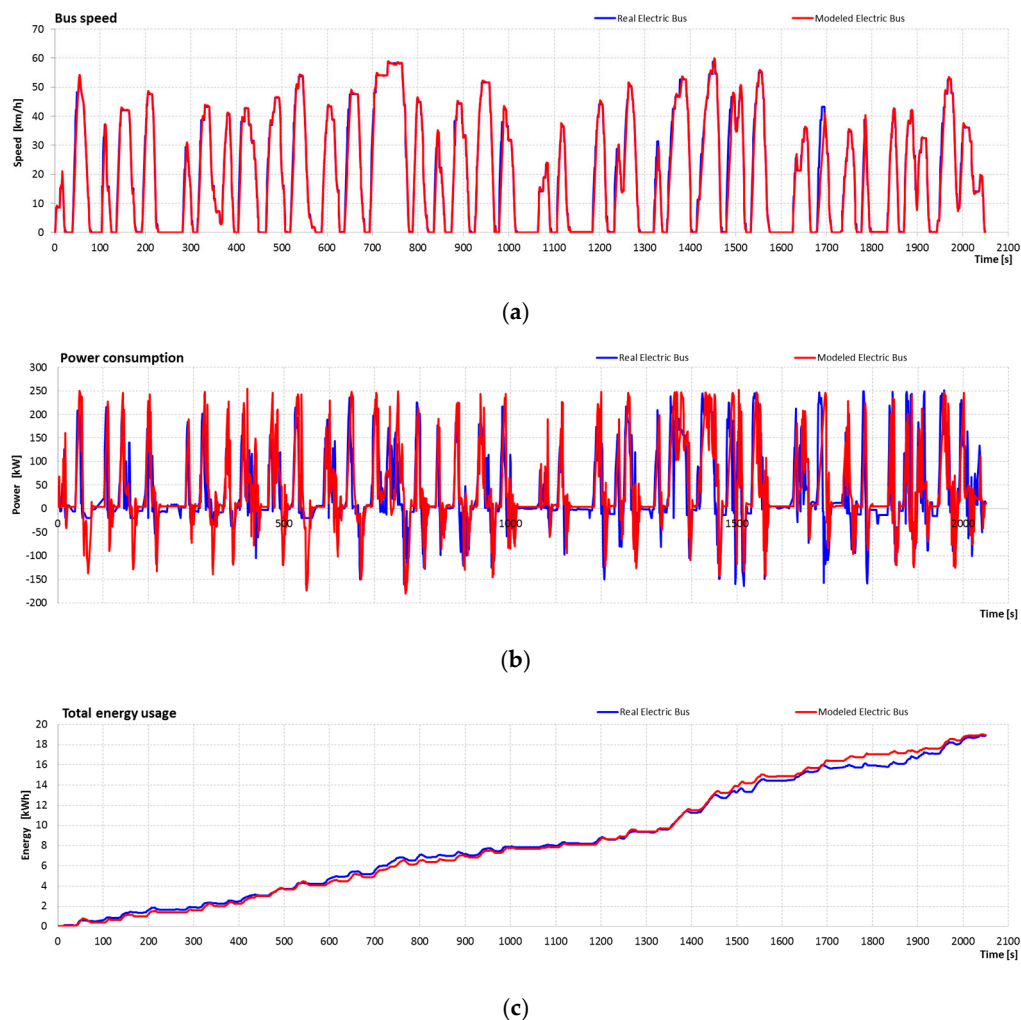 Bus speed
Real Electric Bus
Modeled Electric Bus
Speed [km/h]
70
60
50
40
30
20
10
0
0 100 200 300 400 500 600 700 800 900 1000 1100 1200 1300 1400 1500 1600 1700 1800 1900 2000 2100
Time [s]
(a)
Power consumption
Real Electric Bus
Modeled Electric Bus
Power [kW]
300
250
200
150
100
50
0
-50
-100
-150
-200
0 500 1000 1500 2000
Time [s]
(b)
Total energy usage
Real Electric Bus
Modeled Electric Bus
Energy [kWh]
20
18
16
14
12
10
8
6
4
2
0
0 100 200 300 400 500 600 700 800 900 1000 1100 1200 1300 1400 1500 1600 1700 1800 1900 2000 2100
Time [s]
(c)